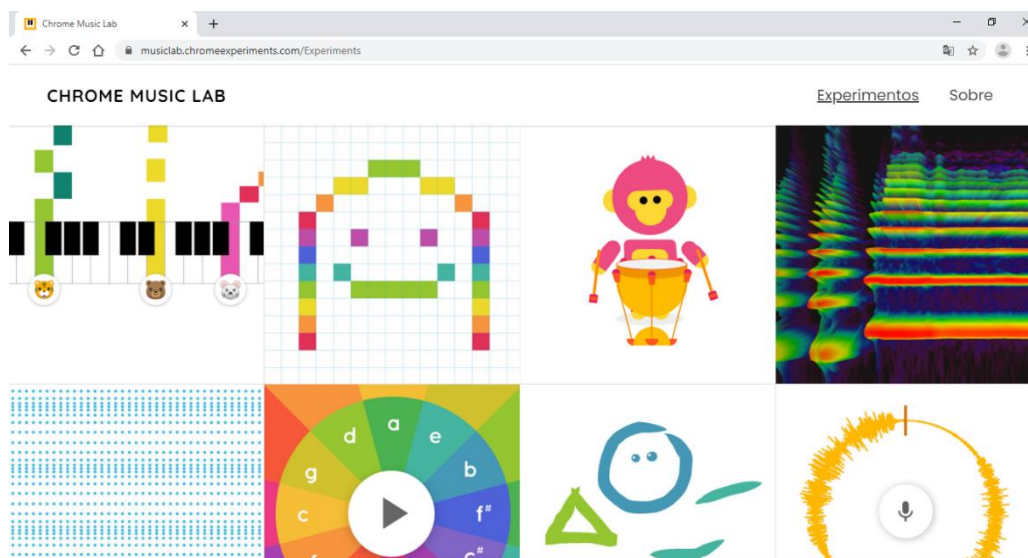 Chrome Music Lab
musiclab.chromeexperiments.com/Experiments
CHROME MUSIC LAB
Experimentos Sobre
d a e
g b
c f#